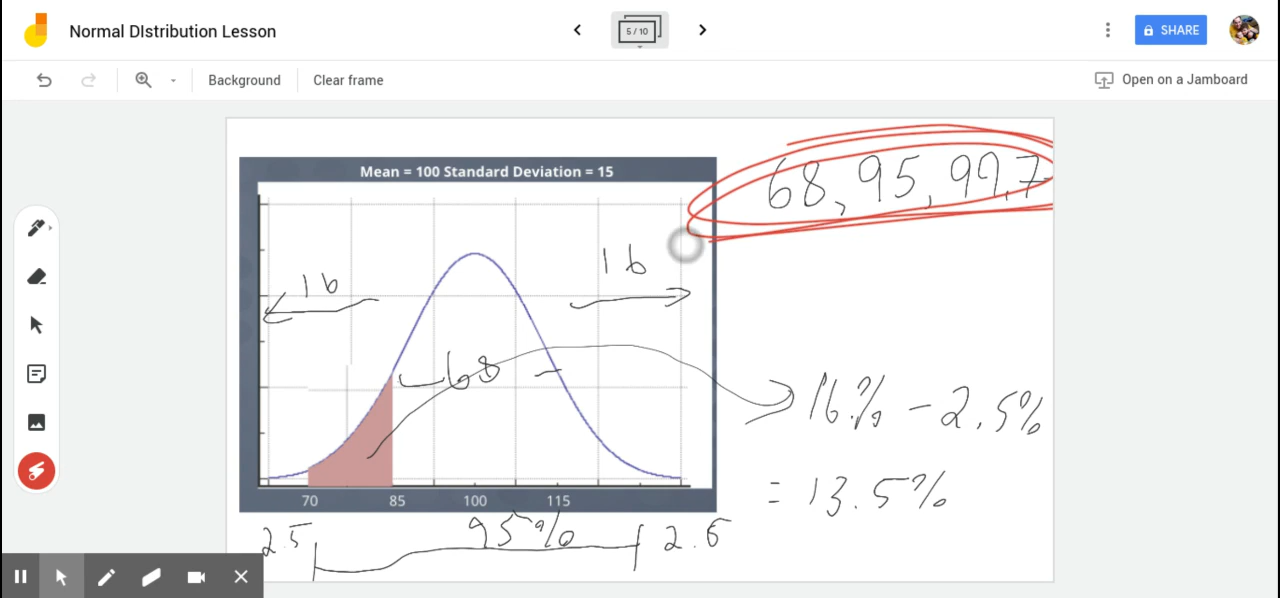 Normal DIstribution Lesson
5 / 10
SHARE
Background
Clear frame
Open on a Jamboard
Mean = 100 Standard Deviation = 15
68, 95, 99.7
16
16
68
16% - 2.5%
= 13.5%
70 85 100 115
2.5 95% 2.5